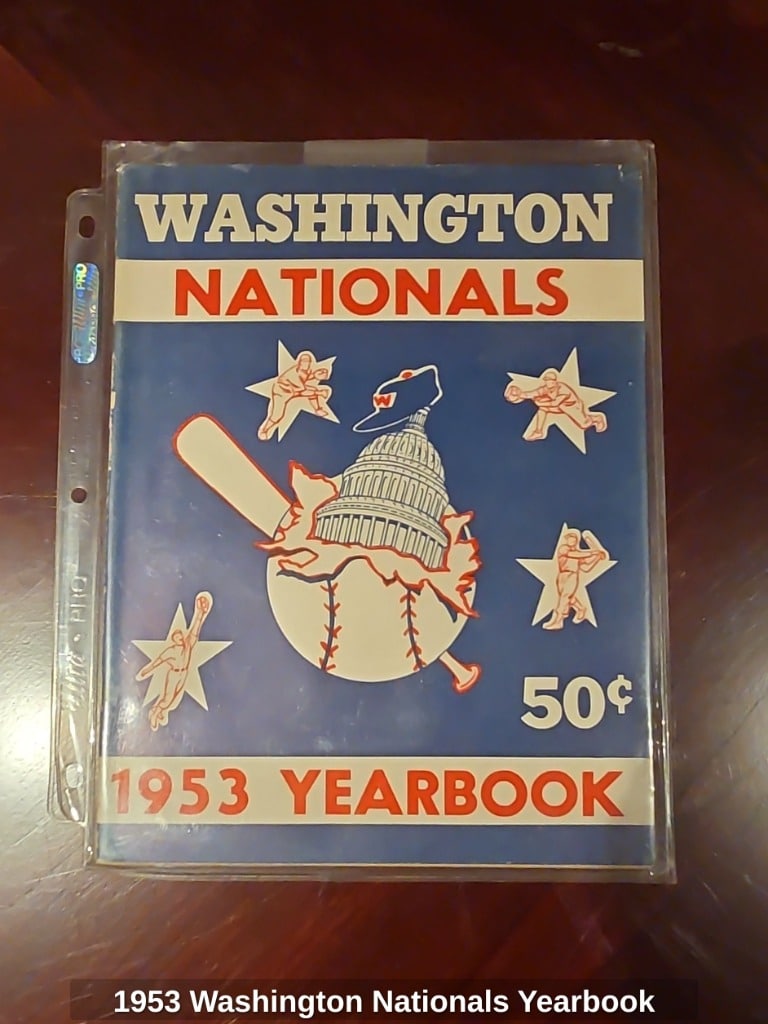 WASHINGTON
NATIONALS
W
50¢
1953 YEARBOOK
1953 Washington Nationals Yearbook